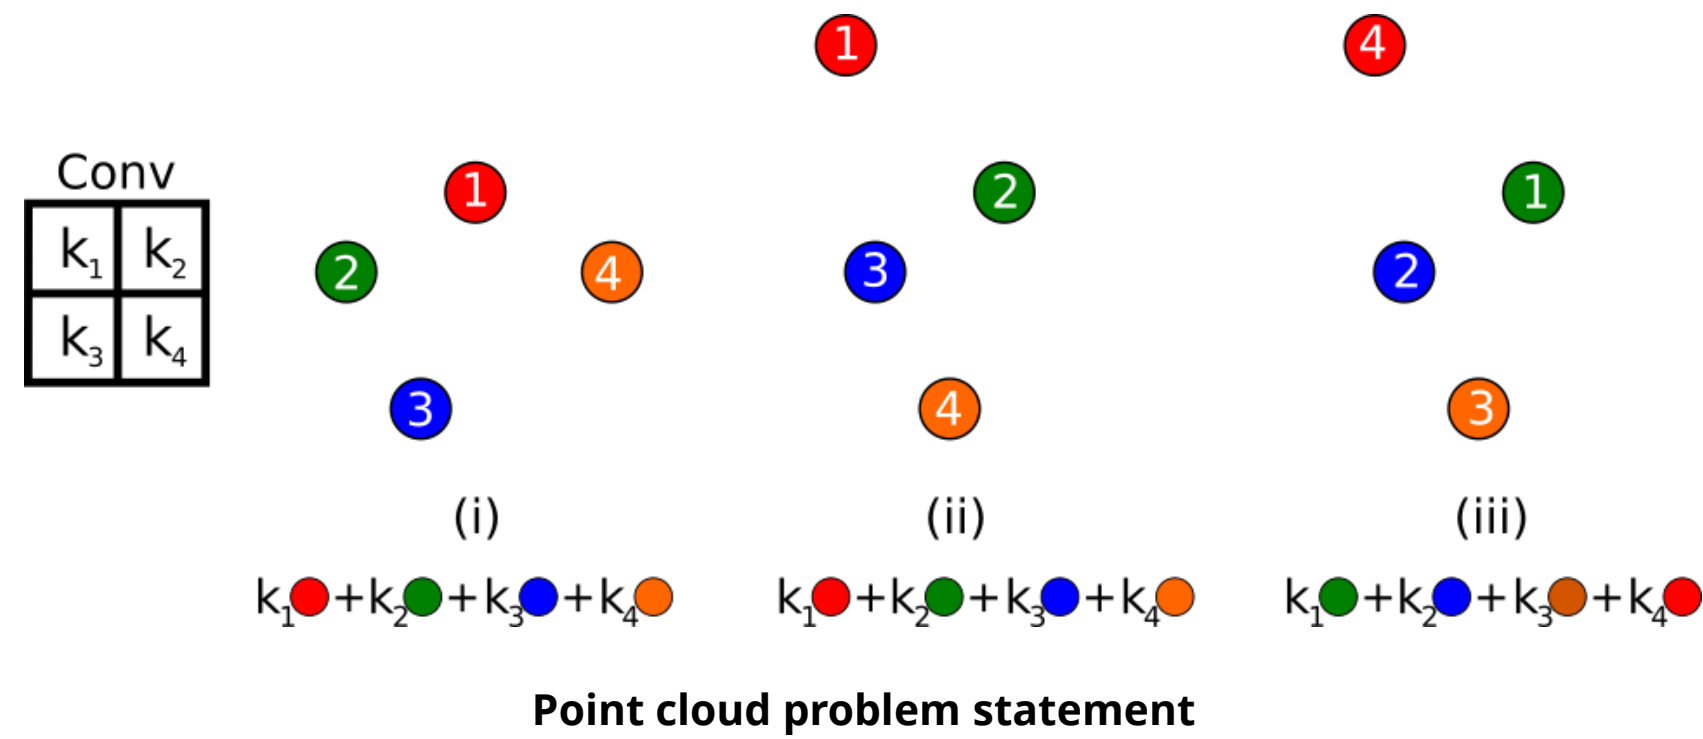 Conv
k1 k2
k3 k4
1
2
4
3
1
2
3
4
4
1
2
3
(i)
(ii)
(iii)
k1 +k2 +k3 +k4
k1 +k2 +k3 +k4
k1 +k2 +k3 +k4
Point cloud problem statement